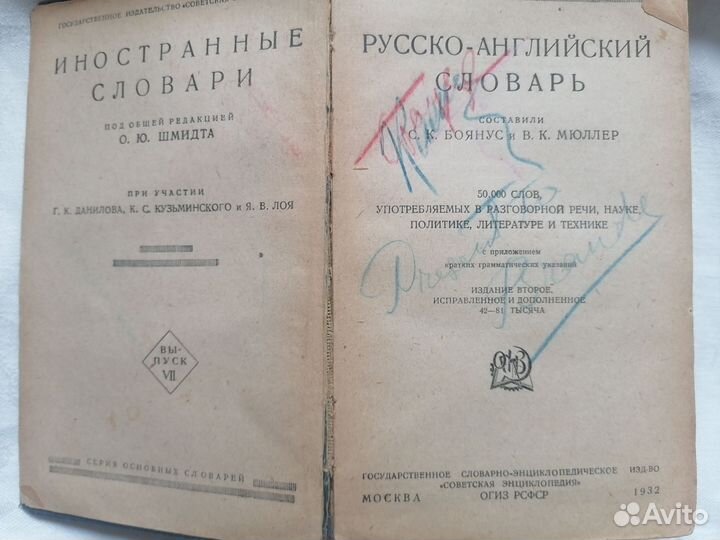 ГОСУДАРСТВЕННОЕ ИЗДАТЕЛЬСТВО «СОВЕТСКАЯ
ИНОСТРАННЫЕ
СЛОВАРИ
ПОД ОБЩЕЙ РЕДАКЦИЕЙ
О. Ю. ШМИДТА
ПРИ УЧАСТИИ
Г. К. ДАНИЛОВА, К. С. КУЗЬМИНСКОГО и Я. В. ЛОЯ
ВЫ-
ПУСК
VII
СЕРИЯ ОСНОВНЫХ СЛОВАРЕЙ
РУССКО-АНГЛИЙСКИЙ
СЛОВАРЬ
СОСТАВИЛИ
С. К. БОЯНУС и В. К. МЮЛЛЕР
50,000 СЛОВ,
УПОТРЕБЛЯЕМЫХ В РАЗГОВОРНОЙ РЕЧИ, НАУКЕ,
ПОЛИТИКЕ, ЛИТЕРАТУРЕ И ТЕХНИКЕ
с приложением
кратких грамматических указаний
ИЗДАНИЕ ВТОРОЕ,
ИСПРАВЛЕННОЕ И ДОПОЛНЕННОЕ
42—81 ТЫСЯЧА
ГОСУДАРСТВЕННОЕ СЛОВАРНО-ЭНЦИКЛОПЕДИЧЕСКОЕ ИЗД-ВО
«СОВЕТСКАЯ ЭНЦИКЛОПЕДИЯ»
МОСКВА ОГИЗ РСФСР 1932
Avito